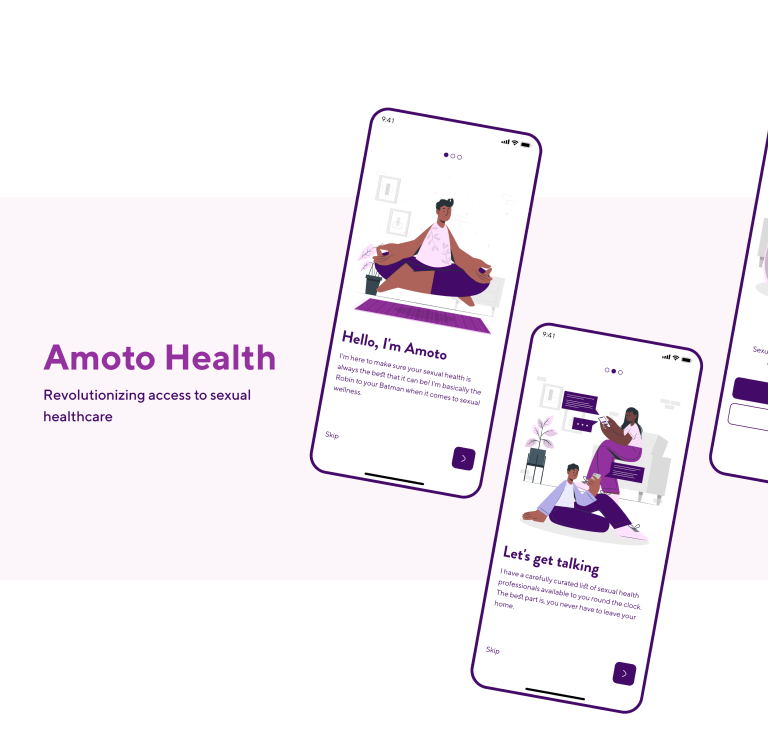 Amoto Health
Revolutionizing access to sexual
healthcare
9:41
Hello, I'm Amoto
I'm here to make sure your sexual health is
always the best that it can be! I'm basically the
Robin to your Batman when it comes to sexual
wellness.
Skip
9:41
Let's get talking
I have a carefully curated list of sexual health
professionals available to you round the clock.
The best part is, you never have to leave your
home.
Skip